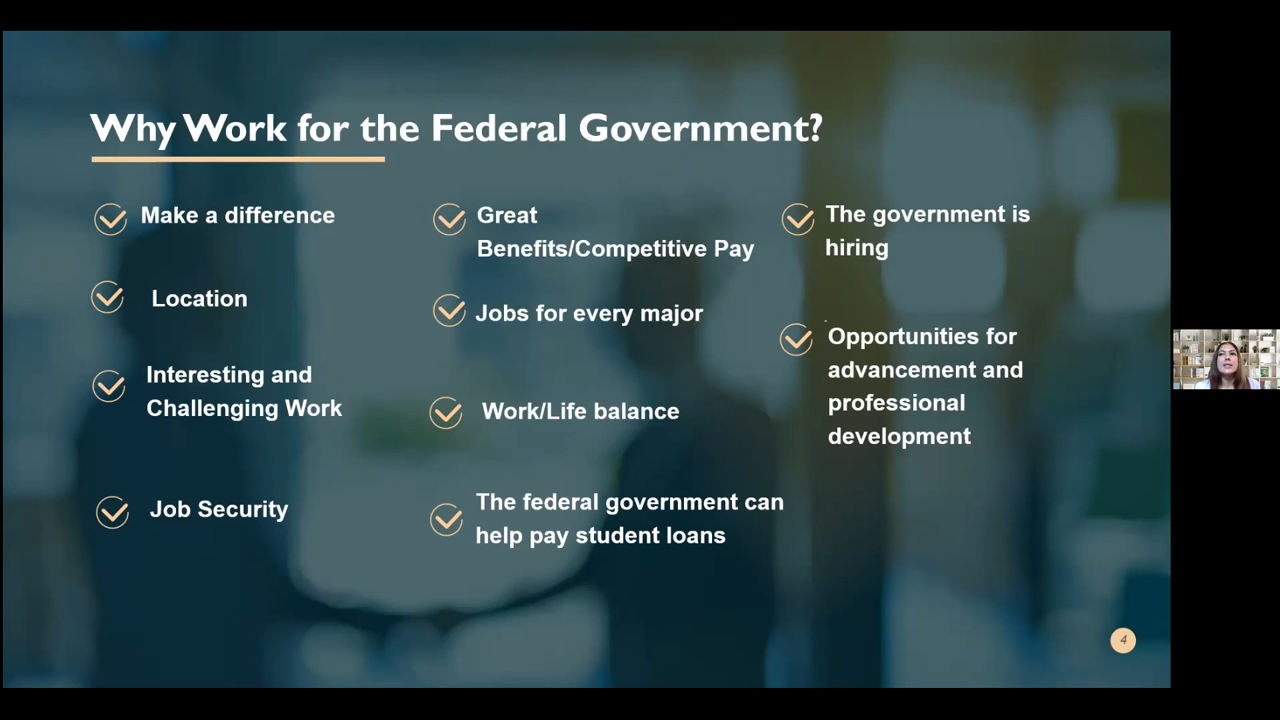 Why Work for the Federal Government?
Make a difference
Location
Interesting and
Challenging Work
Job Security
Great
Benefits/Competitive Pay
Jobs for every major
Work/Life balance
The federal government can
help pay student loans
The government is
hiring
Opportunities for
advancement and
professional
development
4